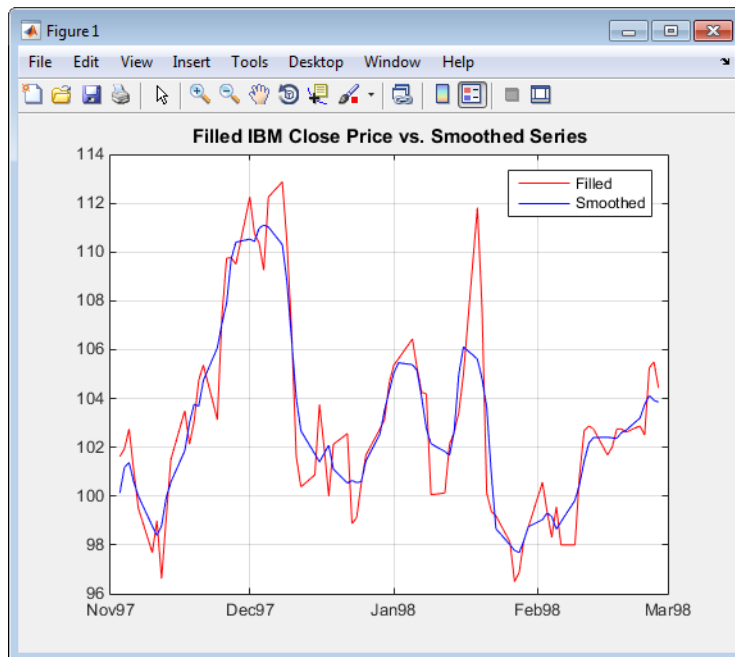 Figure 1
File Edit View Insert Tools Desktop Window Help
Filled IBM Close Price vs. Smoothed Series
114
112
110
108
106
104
102
100
98
96
Filled
Smoothed
Nov97 Dec97 Jan98 Feb98 Mar98